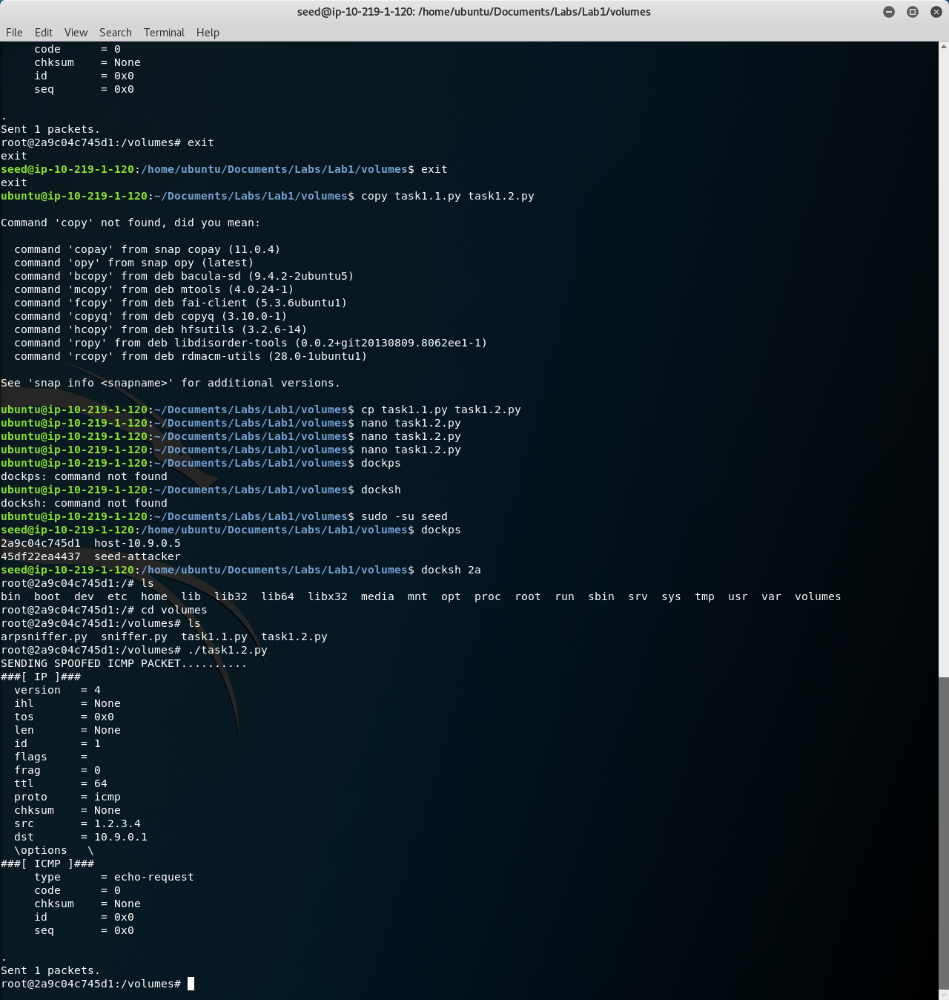 seed@ip-10-219-1-120: /home/ubuntu/Documents/Labs/Lab1/volumes
File Edit View Search Terminal Help
     code      = 0
     chksum    = None
     id        = 0x0
     seq       = 0x0
.
Sent 1 packets.
root@2a9c04c745d1:/volumes# exit
exit
seed@ip-10-219-1-120:/home/ubuntu/Documents/Labs/Lab1/volumes$ exit
exit
ubuntu@ip-10-219-1-120:~/Documents/Labs/Lab1/volumes$ copy task1.1.py task1.2.py
Command 'copy' not found, did you mean:
  command 'copay' from snap copay (11.0.4)
  command 'opy' from snap opy (latest)
  command 'bcopy' from deb bacula-sd (9.4.2-2ubuntu5)
  command 'mcopy' from deb mtools (4.0.24-1)
  command 'fcopy' from deb fai-client (5.3.6ubuntu1)
  command 'copyq' from deb copyq (3.10.0-1)
  command 'hcopy' from deb hfsutils (3.2.6-14)
  command 'ropy' from deb libdisorder-tools (0.0.2+git20130809.8062ee1-1)
  command 'rcopy' from deb rdmacm-utils (28.0-1ubuntu1)
See 'snap info <snapname>' for additional versions.
ubuntu@ip-10-219-1-120:~/Documents/Labs/Lab1/volumes$ cp task1.1.py task1.2.py
ubuntu@ip-10-219-1-120:~/Documents/Labs/Lab1/volumes$ nano task1.2.py
ubuntu@ip-10-219-1-120:~/Documents/Labs/Lab1/volumes$ nano task1.2.py
ubuntu@ip-10-219-1-120:~/Documents/Labs/Lab1/volumes$ nano task1.2.py
ubuntu@ip-10-219-1-120:~/Documents/Labs/Lab1/volumes$ dockps
dockps: command not found
ubuntu@ip-10-219-1-120:~/Documents/Labs/Lab1/volumes$ docksh
docksh: command not found
ubuntu@ip-10-219-1-120:~/Documents/Labs/Lab1/volumes$ sudo -su seed
seed@ip-10-219-1-120:/home/ubuntu/Documents/Labs/Lab1/volumes$ dockps
2a9c04c745d1  host-10.9.0.5
45df22ea4437  seed-attacker
seed@ip-10-219-1-120:/home/ubuntu/Documents/Labs/Lab1/volumes$ docksh 2a
root@2a9c04c745d1:/# ls
bin  boot  dev  etc  home  lib  lib32  lib64  libx32  media  mnt  opt  proc  root  run  sbin  srv  sys  tmp  usr  var  volumes
root@2a9c04c745d1:/# cd volumes
root@2a9c04c745d1:/volumes# ls
arpsniffer.py  sniffer.py  task1.1.py  task1.2.py
root@2a9c04c745d1:/volumes# ./task1.2.py
SENDING SPOOFED ICMP PACKET..........
###[ IP ]###
  version   = 4
  ihl       = None
  tos       = 0x0
  len       = None
  id        = 1
  flags     =
  frag      = 0
  ttl       = 64
  proto     = icmp
  chksum    = None
  src       = 1.2.3.4
  dst       = 10.9.0.1
  \options   \
###[ ICMP ]###
     type      = echo-request
     code      = 0
     chksum    = None
     id        = 0x0
     seq       = 0x0
.
Sent 1 packets.
root@2a9c04c745d1:/volumes#